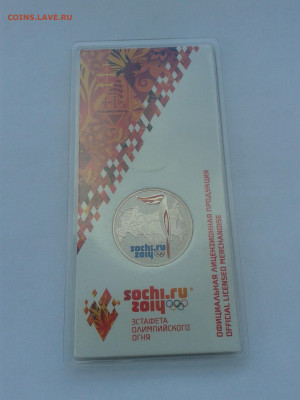 COINS.LAVE.RU
sochi.ru
2014
sochi.ru
2014
ЭСТАФЕТА
ОЛИМПИЙСКОГО
ОГНЯ
ОФИЦИАЛЬНАЯ ЛИЦЕНЗИОННАЯ ПРОДУКЦИЯ
OFFICIAL LICENSED MERCHANDISE